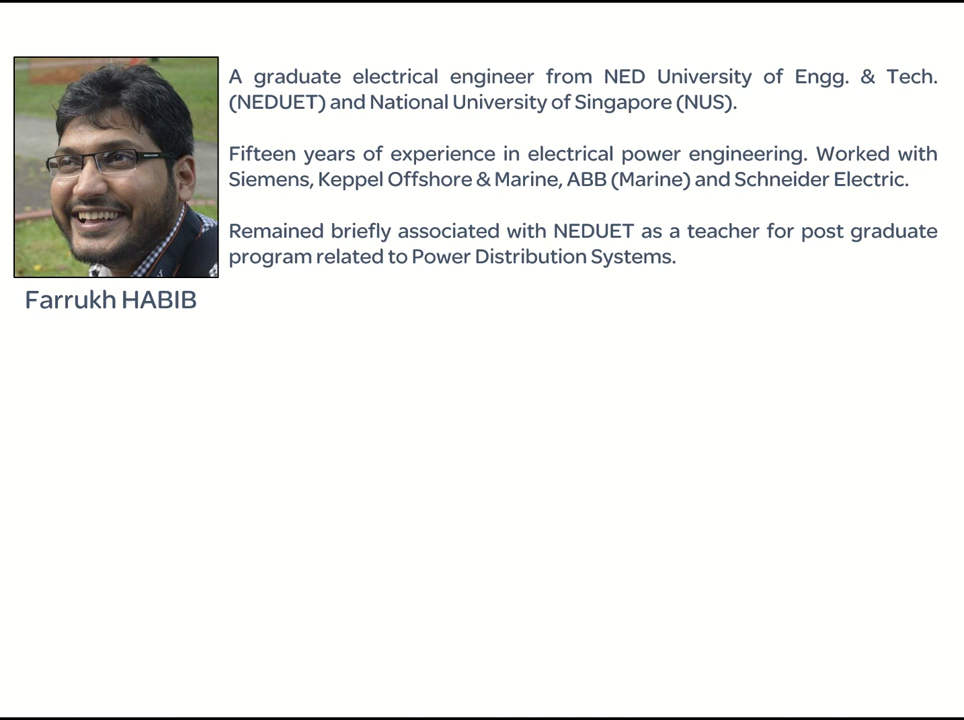 A graduate electrical engineer from NED University of Engg. & Tech.
(NEDUET) and National University of Singapore (NUS).
Fifteen years of experience in electrical power engineering. Worked with
Siemens, Keppel Offshore & Marine, ABB (Marine) and Schneider Electric.
Remained briefly associated with NEDUET as a teacher for post graduate
program related to Power Distribution Systems.
Farrukh HABIB